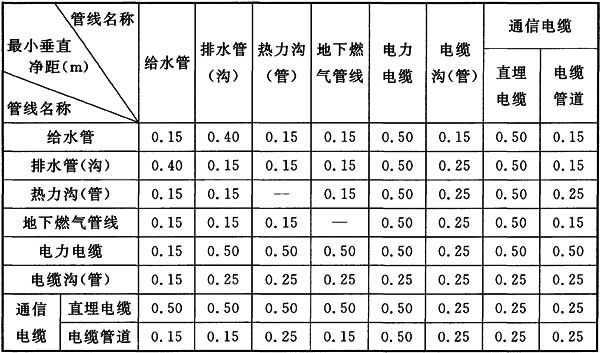 管线名称
最小垂直
净距(m)
管线名称
给水管
排水管
(沟)
热力沟
(管)
地下燃
气管线
电力
电缆
电缆
沟(管)
通信电缆
直埋
电缆
电缆
管道
给水管 0.15 0.40 0.15 0.15 0.50 0.15 0.50 0.15
排水管(沟) 0.40 0.15 0.15 0.15 0.50 0.25 0.50 0.15
热力沟(管) 0.15 0.15 — 0.15 0.50 0.25 0.50 0.25
地下燃气管线 0.15 0.15 0.15 — 0.50 0.25 0.50 0.15
电力电缆 0.15 0.50 0.50 0.50 0.50 0.25 0.50 0.50
电缆沟(管) 0.15 0.25 0.25 0.25 0.25 0.25 0.25 0.25
通信
电缆
直埋电缆 0.50 0.50 0.50 0.50 0.50 0.25 0.25 0.25
电缆管道 0.15 0.15 0.25 0.15 0.50 0.25 0.25 0.25